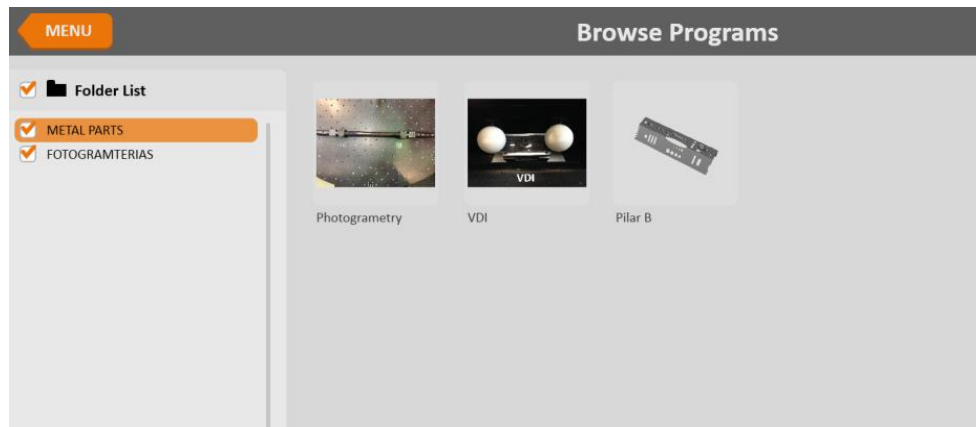 MENU
Browse Programs
Folder List
METAL PARTS
FOTOGRAMTERIAS
VDI
Photogrametry
VDI
Pilar B